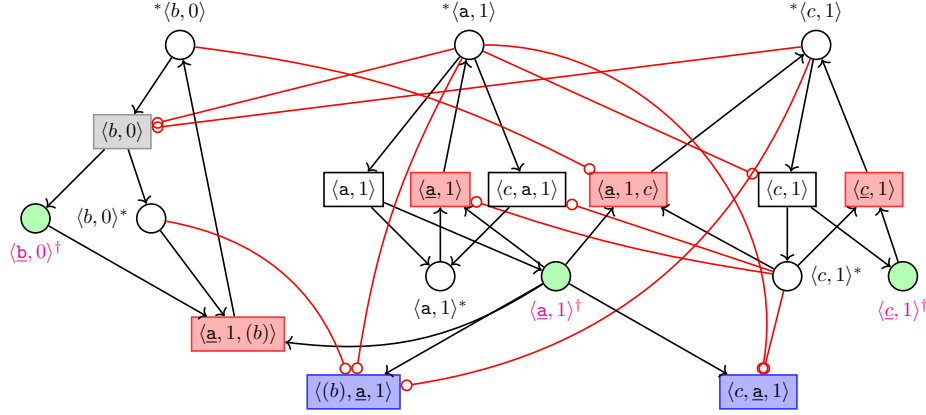 *⟨b, 0⟩ *⟨a, 1⟩ *⟨c, 1⟩
⟨b, 0⟩
⟨a, 1⟩ ⟨a̲, 1⟩ ⟨c, a, 1⟩ ⟨a̲, 1, c⟩ ⟨c, 1⟩ ⟨c̲, 1⟩
⟨b, 0⟩*
⟨b̲, 0⟩†
⟨c, 1⟩*
⟨a, 1⟩* ⟨a̲, 1⟩† ⟨c̲, 1⟩†
⟨a̲, 1, (b)⟩
⟨(b), a̲, 1⟩ ⟨c, a̲, 1⟩